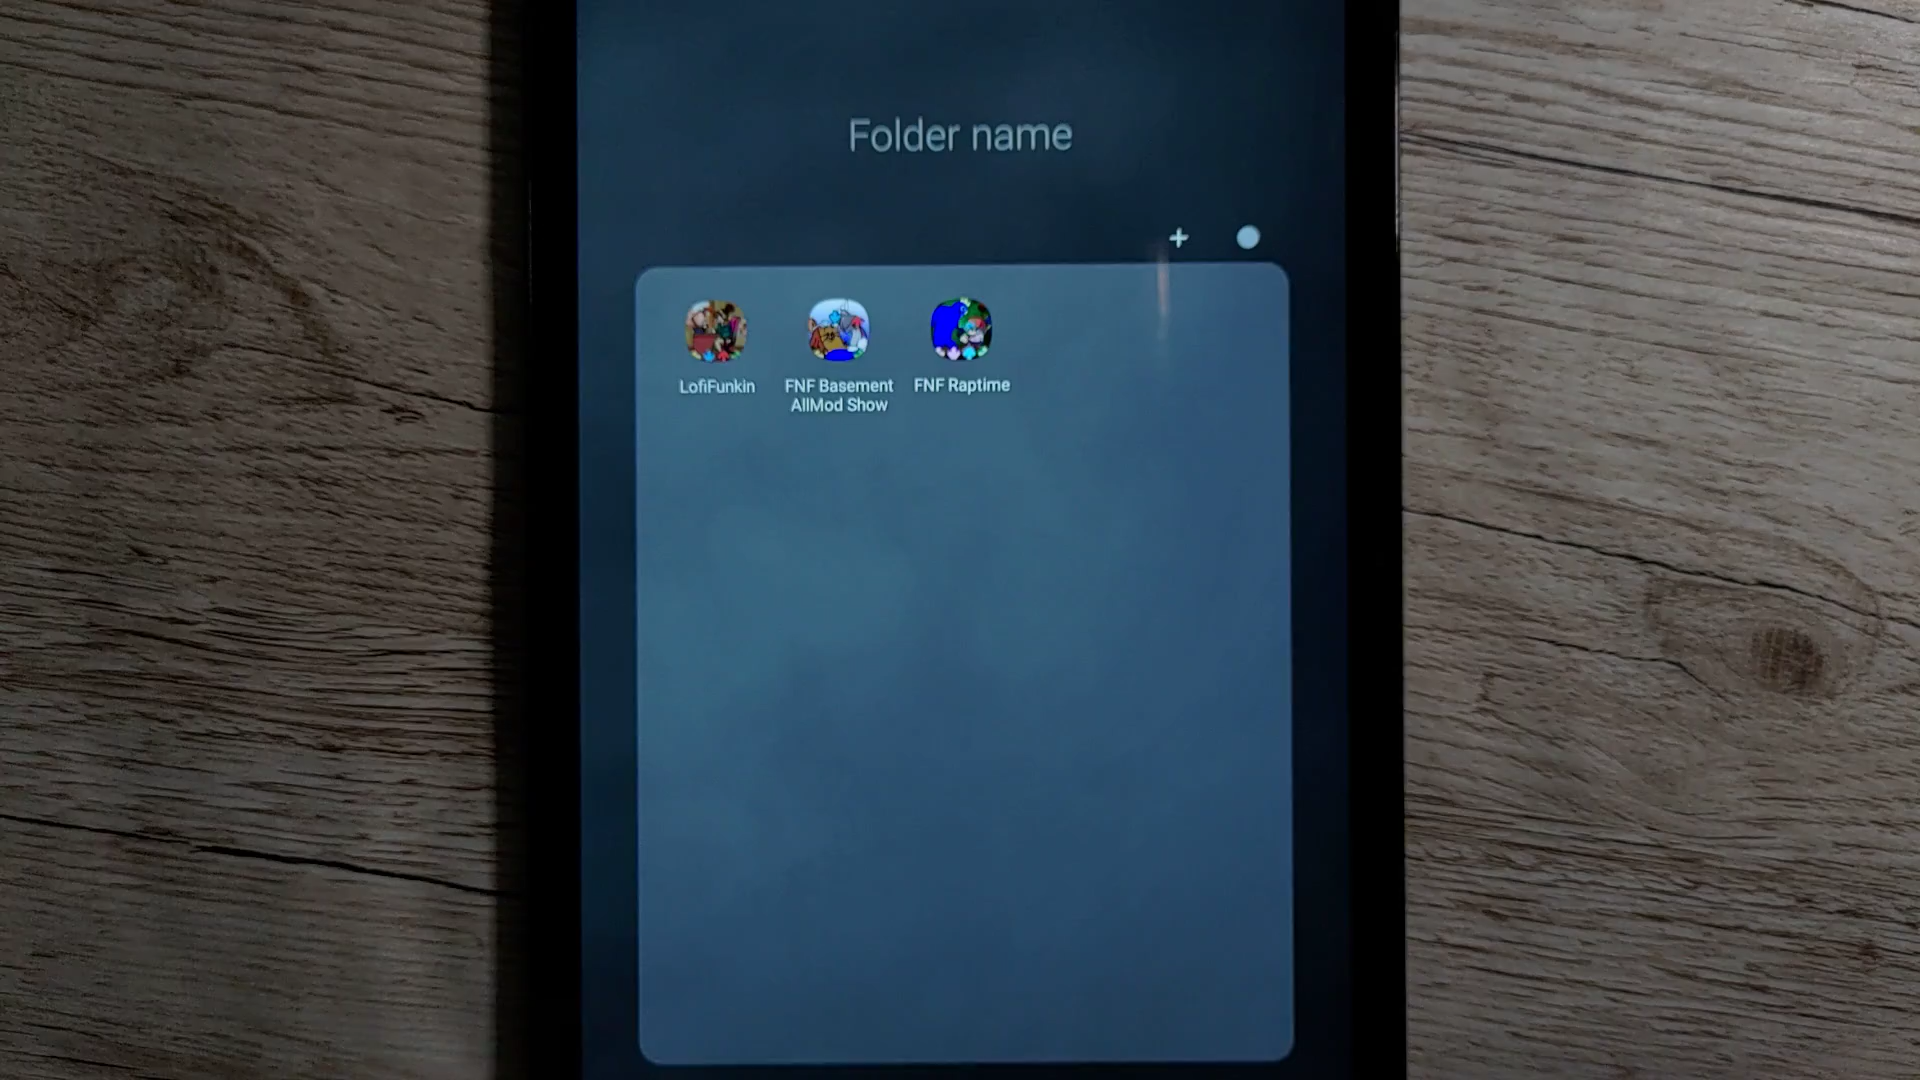 Folder name
LofiFunkin
FNF Basement
AllMod Show
FNF Raptime